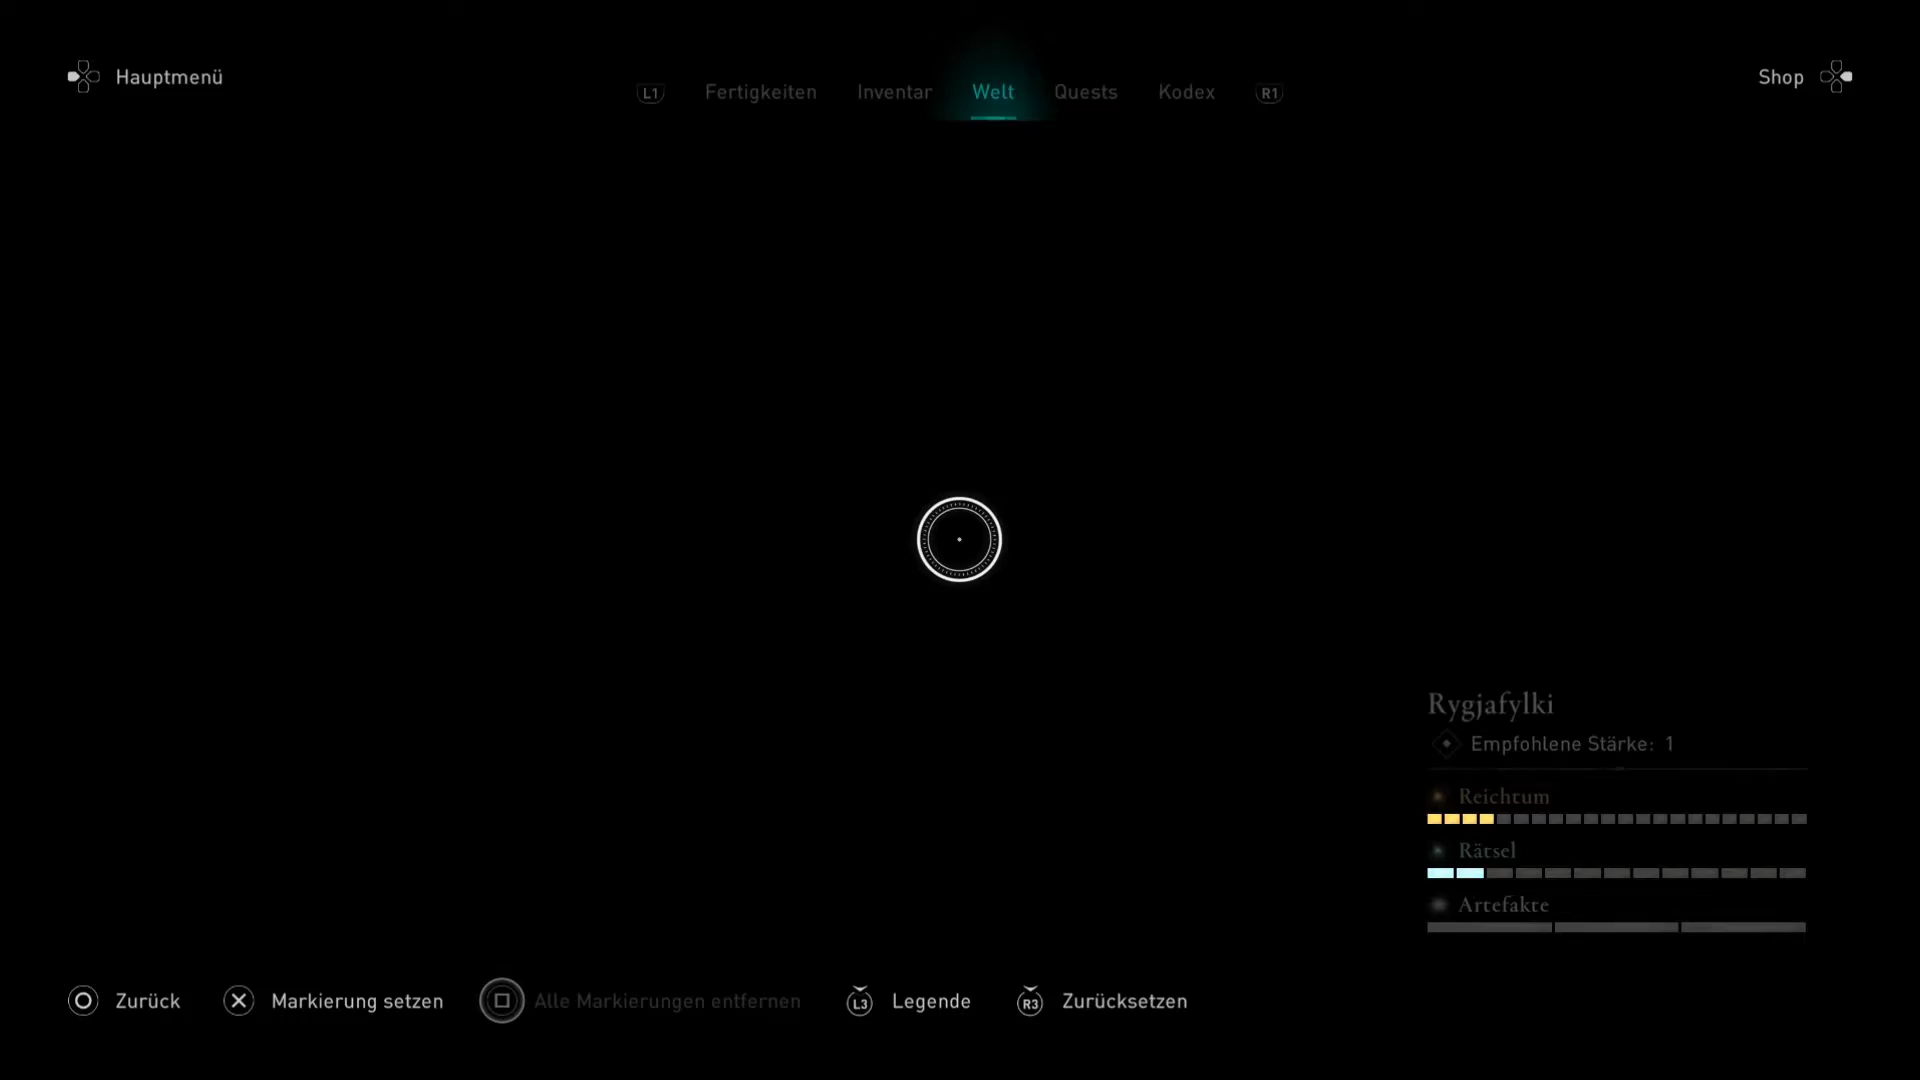 Hauptmenü
L1 Fertigkeiten Inventar Welt Quests Kodex R1
Shop
Rygjafylki
Empfohlene Stärke: 1
Reichtum
Rätsel
Artefakte
Zurück Markierung setzen Alle Markierungen entfernen L3 Legende R3 Zurücksetzen